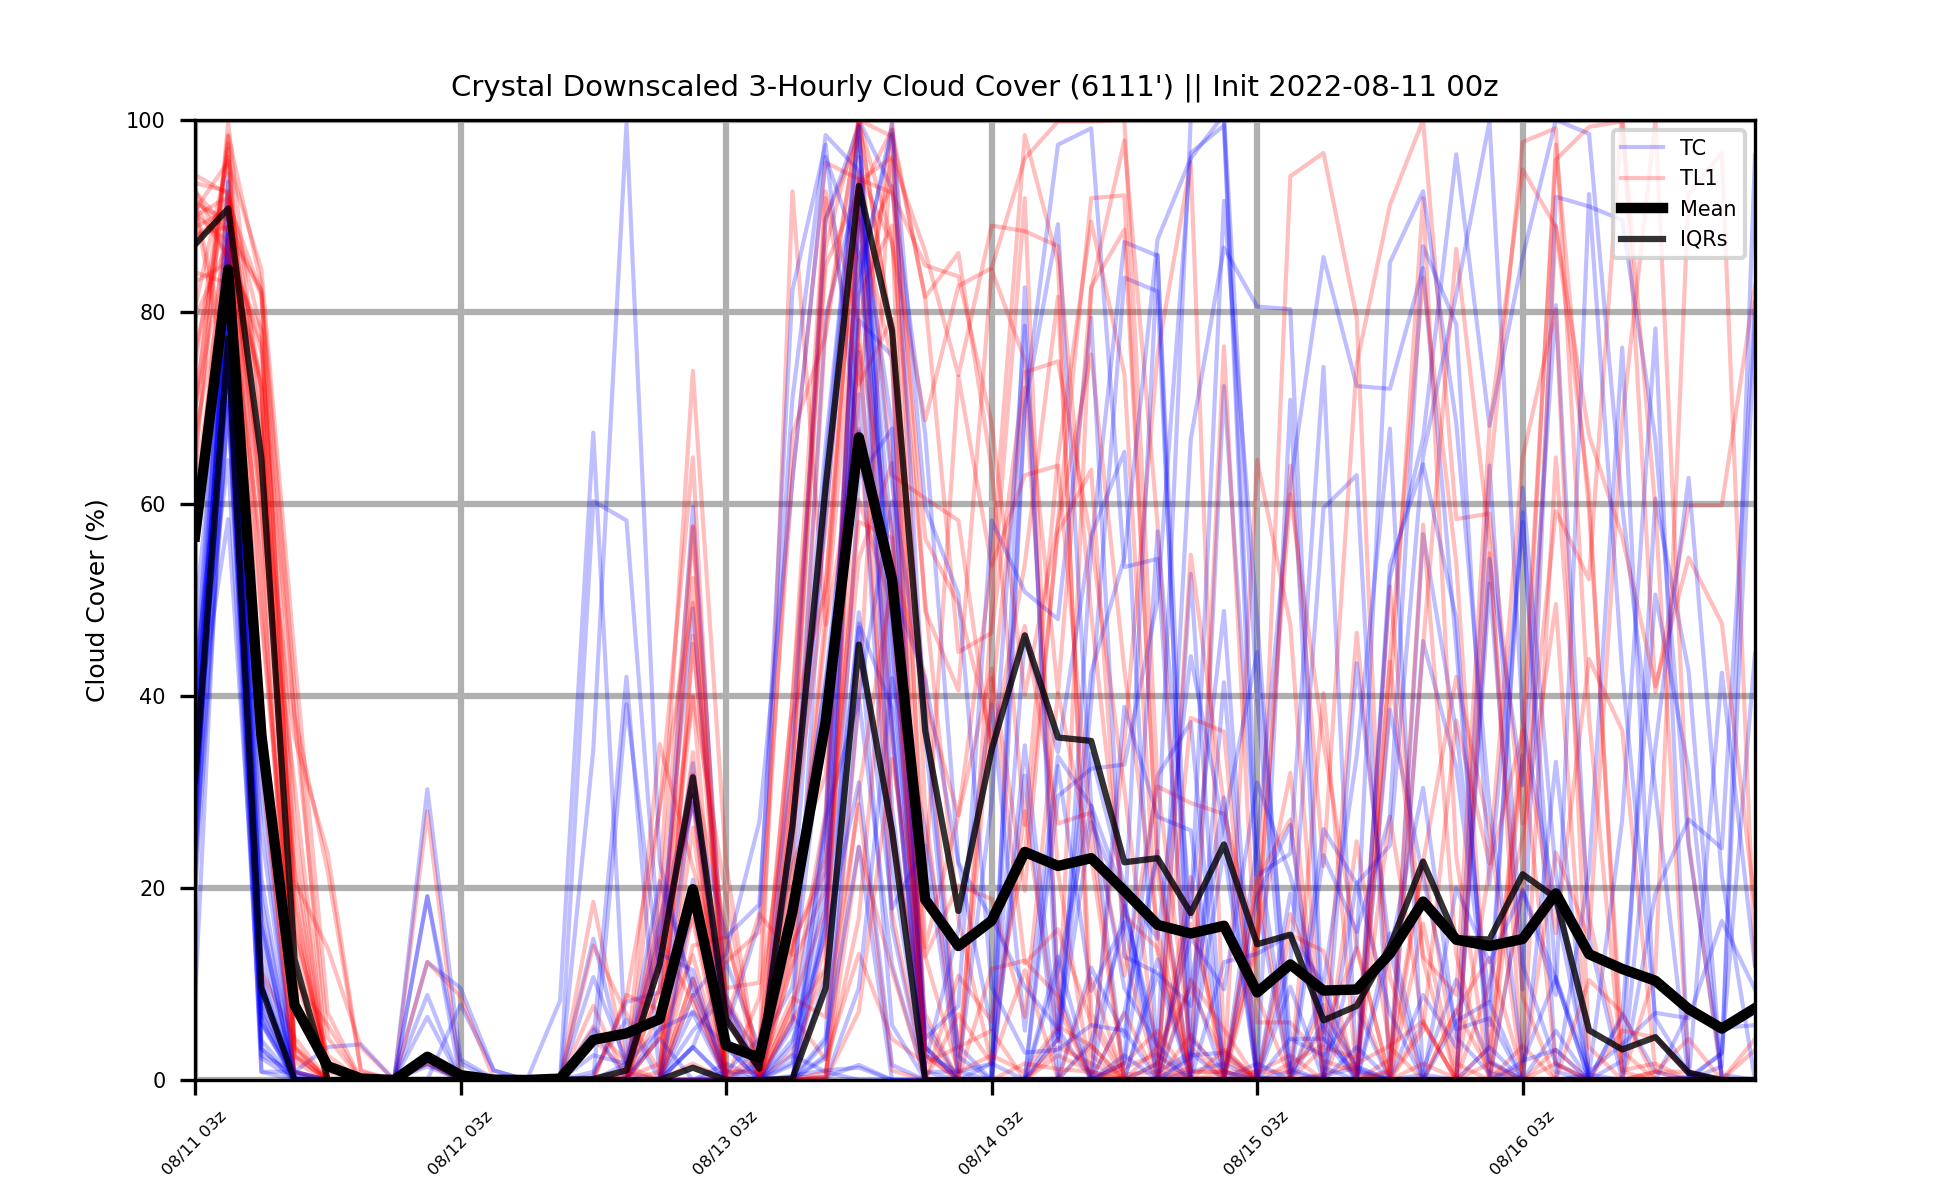 Crystal Downscaled 3-Hourly Cloud Cover (6111') || Init 2022-08-11 00z
100
80
60
40
20
0
Cloud Cover (%)
TC
TL1
Mean
IQRs
08/11 03z
08/12 03z
08/13 03z
08/14 03z
08/15 03z
08/16 03z